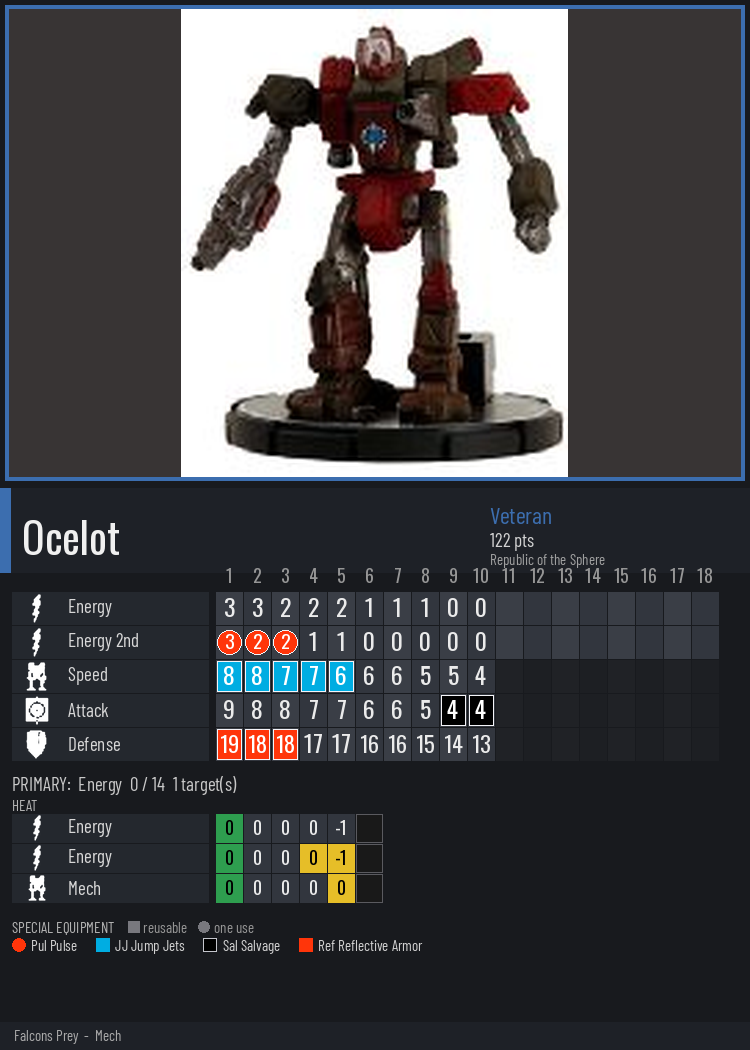 Ocelot
Veteran
122 pts
Republic of the Sphere
1 2 3 4 5 6 7 8 9 10 11 12 13 14 15 16 17 18
Energy 3 3 2 2 2 1 1 1 0 0
Energy 2nd 3 2 2 1 1 0 0 0 0 0
Speed 8 8 7 7 6 6 6 5 5 4
Attack 9 8 8 7 7 6 6 5 4 4
Defense 19 18 18 17 17 16 16 15 14 13
PRIMARY: Energy 0 / 14 1 target(s)
HEAT
Energy 0 0 0 0 -1
Energy 0 0 0 0 -1
Mech 0 0 0 0 0
SPECIAL EQUIPMENT reusable one use
Pul Pulse JJ Jump Jets Sal Salvage Ref Reflective Armor
Falcons Prey - Mech